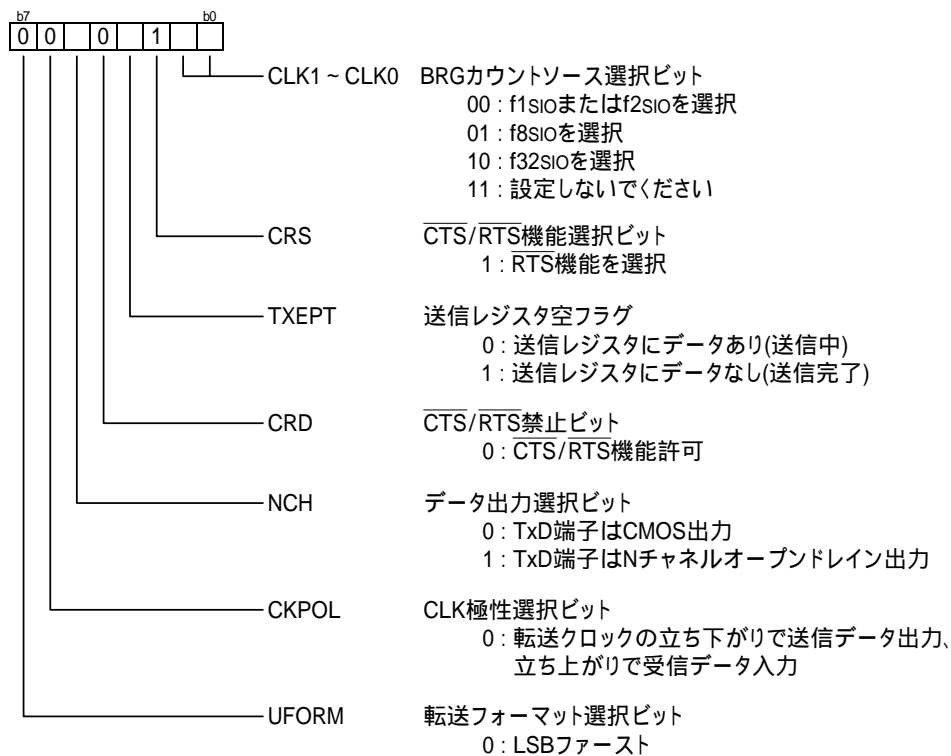 b7 b0
0 0 0 1
CLK1 ~ CLK0 BRGカウントソース選択ビット
00 : f1SIOまたはf2SIOを選択
01 : f8SIOを選択
10 : f32SIOを選択
11 : 設定しないでください
CRS CTS/RTS機能選択ビット
1 : RTS機能を選択
TXEPT 送信レジスタ空フラグ
0 : 送信レジスタにデータあり(送信中)
1 : 送信レジスタにデータなし(送信完了)
CRD CTS/RTS禁止ビット
0 : CTS/RTS機能許可
NCH データ出力選択ビット
0 : TxD端子はCMOS出力
1 : TxD端子はNチャネルオープンドレイン出力
CKPOL CLK極性選択ビット
0 : 転送クロックの立ち下がりで送信データ出力、
立ち上がりで受信データ入力
UFORM 転送フォーマット選択ビット
0 : LSBファースト